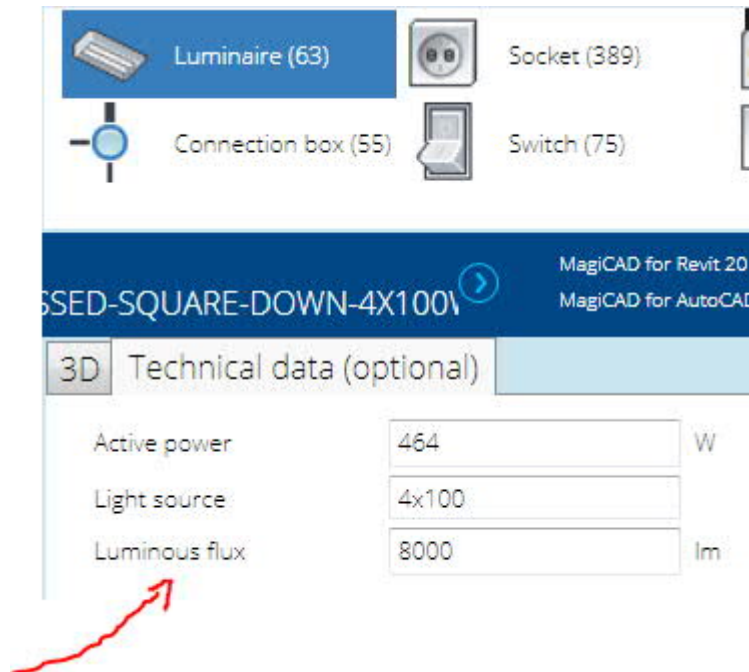 Luminaire (63)
Socket (389)
Connection box (55)
Switch (75)
SSED-SQUARE-DOWN-4X100
MagiCAD for Revit 20
MagiCAD for AutoCAD
3D
Technical data (optional)
Active power 464 W
Light source 4x100
Luminous flux 8000 lm